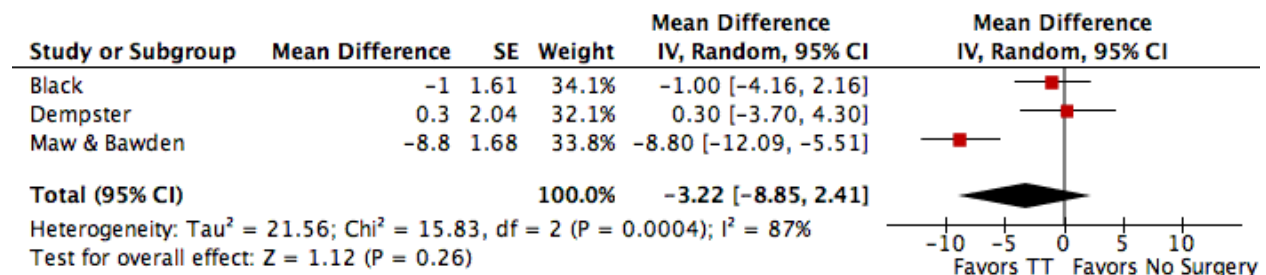 Mean Difference Mean Difference
Study or Subgroup Mean Difference SE Weight IV, Random, 95% CI IV, Random, 95% CI
Black −1 1.61 34.1% −1.00 [−4.16, 2.16]
Dempster 0.3 2.04 32.1% 0.30 [−3.70, 4.30]
Maw & Bawden −8.8 1.68 33.8% −8.80 [−12.09, −5.51]
Total (95% CI) 100.0% −3.22 [−8.85, 2.41]
Heterogeneity: Tau² = 21.56; Chi² = 15.83, df = 2 (P = 0.0004); I² = 87%
Test for overall effect: Z = 1.12 (P = 0.26)
−10 −5 0 5 10
Favors TT Favors No Surgery